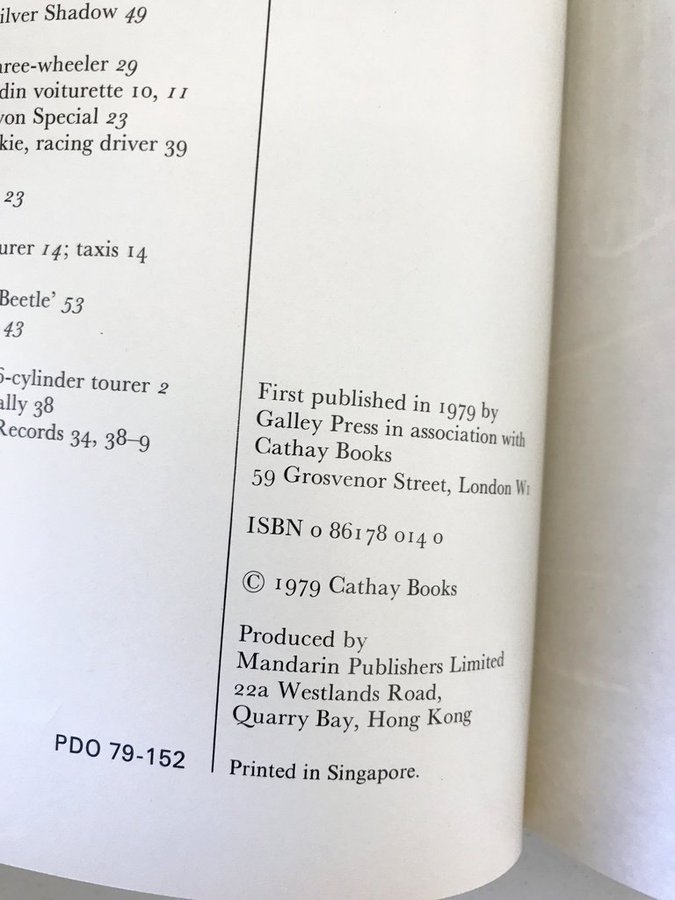 ilver Shadow 49
ree-wheeler 29
din voiturette 10, 11
von Special 23
kie, racing driver 39
23
urer 14; taxis 14
Beetle' 53
43
6-cylinder tourer 2
ally 38
Records 34, 38–9
PDO 79-152
First published in 1979 by
Galley Press in association with
Cathay Books
59 Grosvenor Street, London W1
ISBN 0 86178 014 0
© 1979 Cathay Books
Produced by
Mandarin Publishers Limited
22a Westlands Road,
Quarry Bay, Hong Kong
Printed in Singapore.